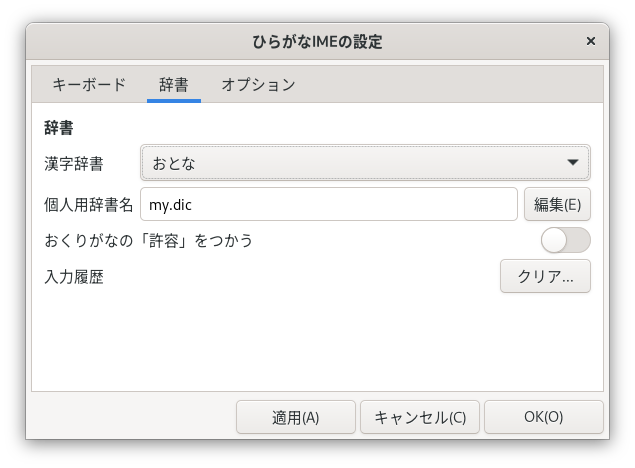 ひらがなIMEの設定
×
キーボード 辞書 オプション
辞書
漢字辞書 おとな
個人用辞書名 my.dic 編集(E)
おくりがなの「許容」をつかう
入力履歴 クリア...
適用(A) キャンセル(C) OK(O)